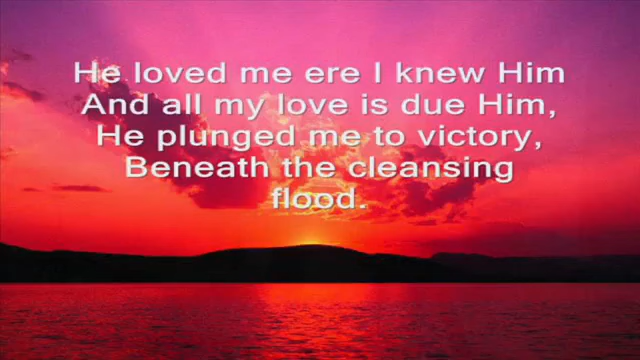 He loved me ere I knew Him
And all my love is due Him,
He plunged me to victory,
Beneath the cleansing
flood.